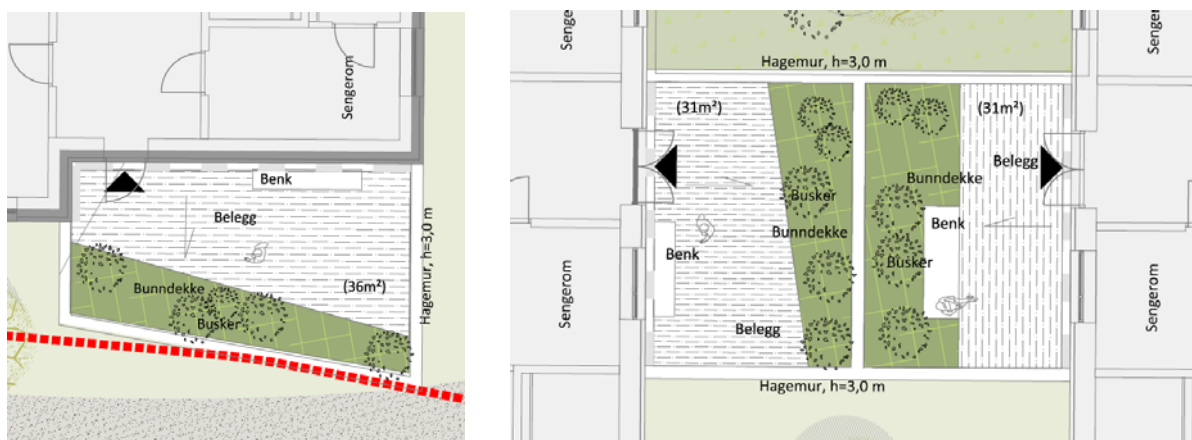 Sengerom
Benk
Belegg
Hagemur, h=3,0 m
(36m²)
Bunndekke
Busker
Sengerom
Sengerom
Hagemur, h=3,0 m
(31m²)
(31m²)
Belegg
Bunndekke
Busker
Benk
Bunndekke
Benk
Busker
Sengerom
Sengerom
Belegg
Hagemur, h=3,0 m